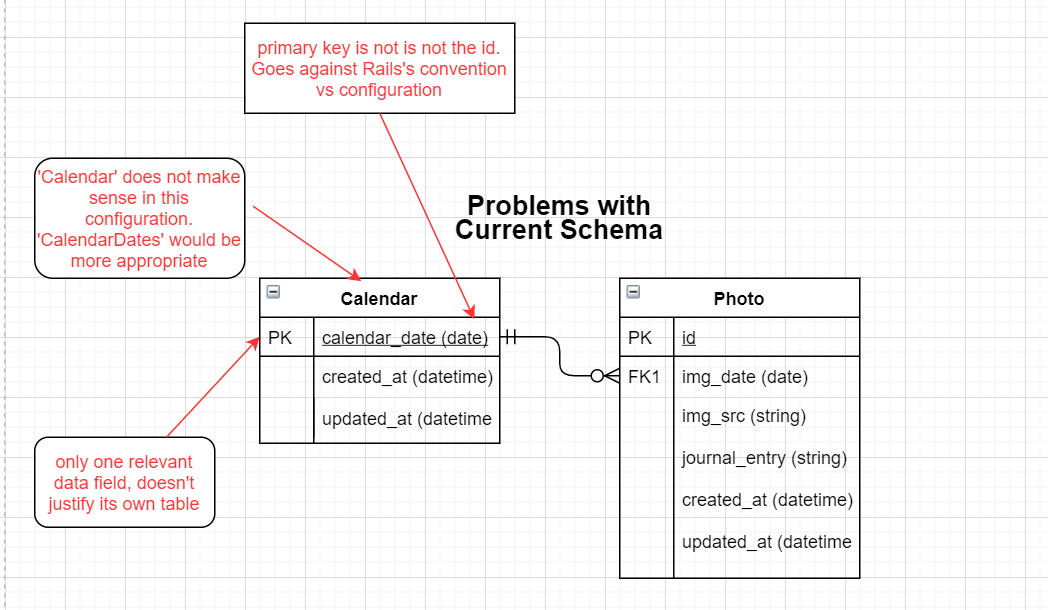 primary key is not is not the id.
Goes against Rails's convention
vs configuration
'Calendar' does not make
sense in this
configuration.
'CalendarDates' would be
more appropriate
Problems with
Current Schema
Calendar
PK
calendar_date (date)
created_at (datetime)
updated_at (datetime
Photo
PK
id
FK1
img_date (date)
img_src (string)
journal_entry (string)
created_at (datetime)
updated_at (datetime
only one relevant
data field, doesn't
justify its own table